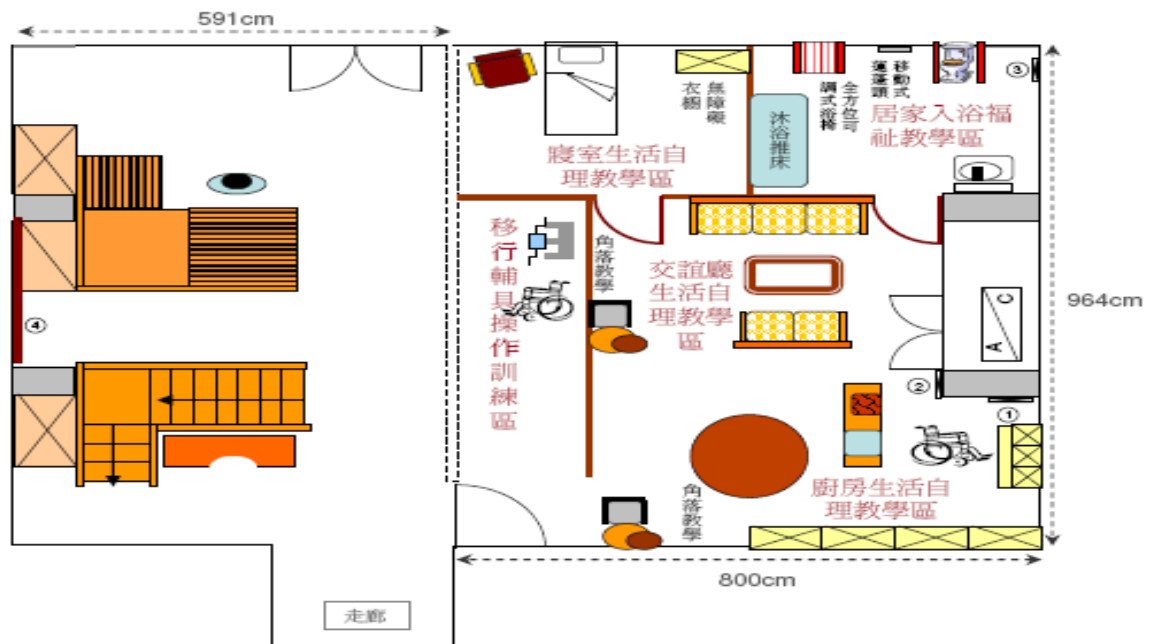 591cm
無障礙
衣櫥
沐浴推床
全方位可
調式浴椅
移動式
蓮蓬頭
③
居家入浴福
祉教學區
寢室生活自
理教學區
移行輔具操作訓練區
角落教學
交誼廳
生活自
理教學
區
964cm
A C
④
②
①
角落教學
廚房生活自
理教學區
800cm
走廊